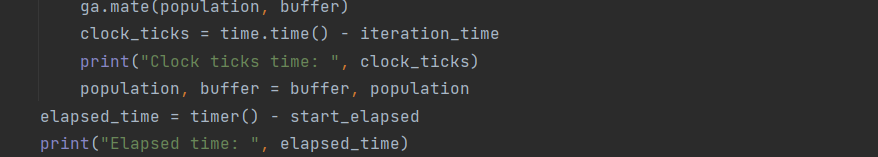 ga.mate(population, buffer)
clock_ticks = time.time() - iteration_time
print("Clock ticks time: ", clock_ticks)
population, buffer = buffer, population
elapsed_time = timer() - start_elapsed
print("Elapsed time: ", elapsed_time)